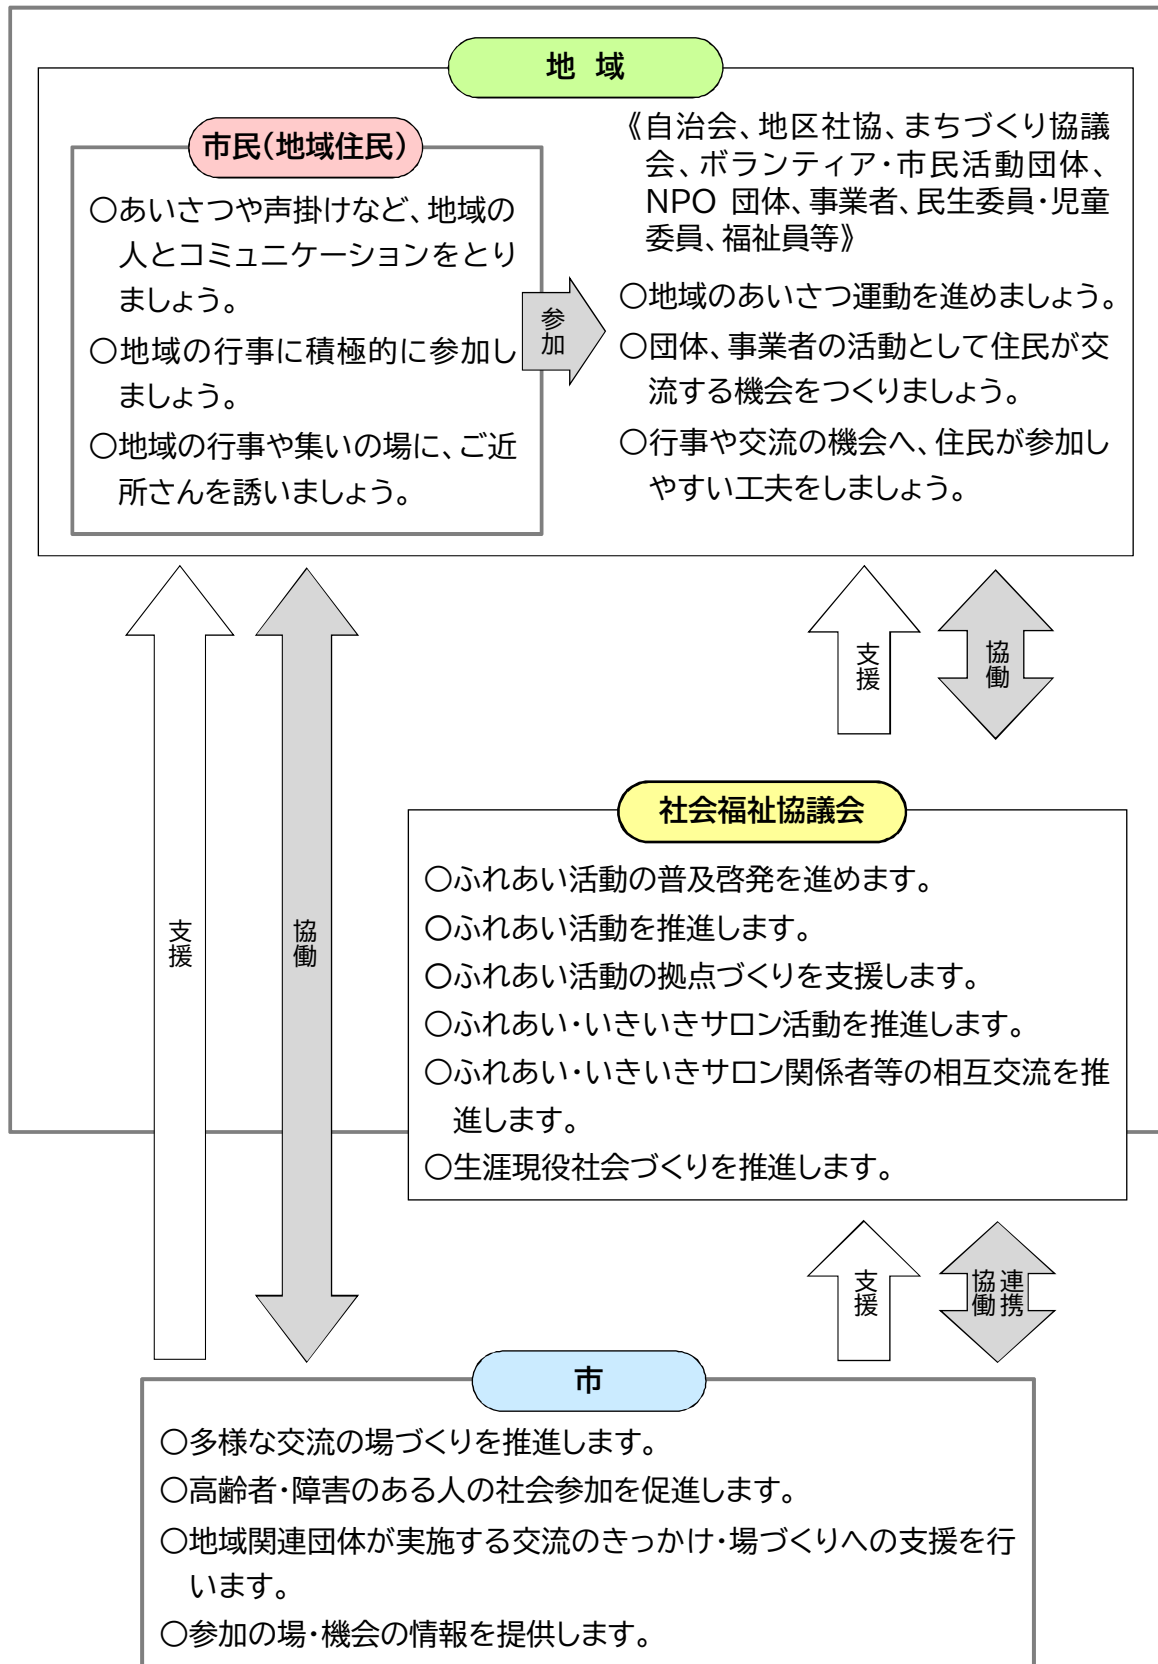 地 域
市民(地域住民)
○あいさつや声掛けなど、地域の
人とコミュニケーションをとり
ましょう。
○地域の行事に積極的に参加し
ましょう。
○地域の行事や集いの場に、ご近
所さんを誘いましょう。
参加
《自治会、地区社協、まちづくり協議
会、ボランティア・市民活動団体、
NPO 団体、事業者、民生委員・児童
委員、福祉員等》
○地域のあいさつ運動を進めましょう。
○団体、事業者の活動として住民が交
流する機会をつくりましょう。
○行事や交流の機会へ、住民が参加し
やすい工夫をしましょう。
支援
協働
支援
協働
社会福祉協議会
○ふれあい活動の普及啓発を進めます。
○ふれあい活動を推進します。
○ふれあい活動の拠点づくりを支援します。
○ふれあい・いきいきサロン活動を推進します。
○ふれあい・いきいきサロン関係者等の相互交流を推
進します。
○生涯現役社会づくりを推進します。
支援
連携
協働
市
○多様な交流の場づくりを推進します。
○高齢者・障害のある人の社会参加を促進します。
○地域関連団体が実施する交流のきっかけ・場づくりへの支援を行
います。
○参加の場・機会の情報を提供します。